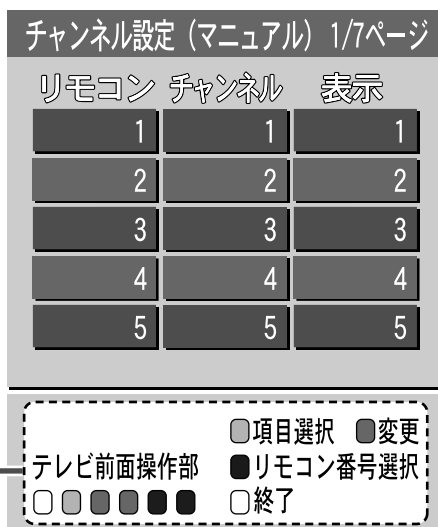 チャンネル設定（マニュアル）1/7ページ
リモコン チャンネル 表示
1 1 1
2 2 2
3 3 3
4 4 4
5 5 5
項目選択 変更
テレビ前面操作部 リモコン番号選択
終了